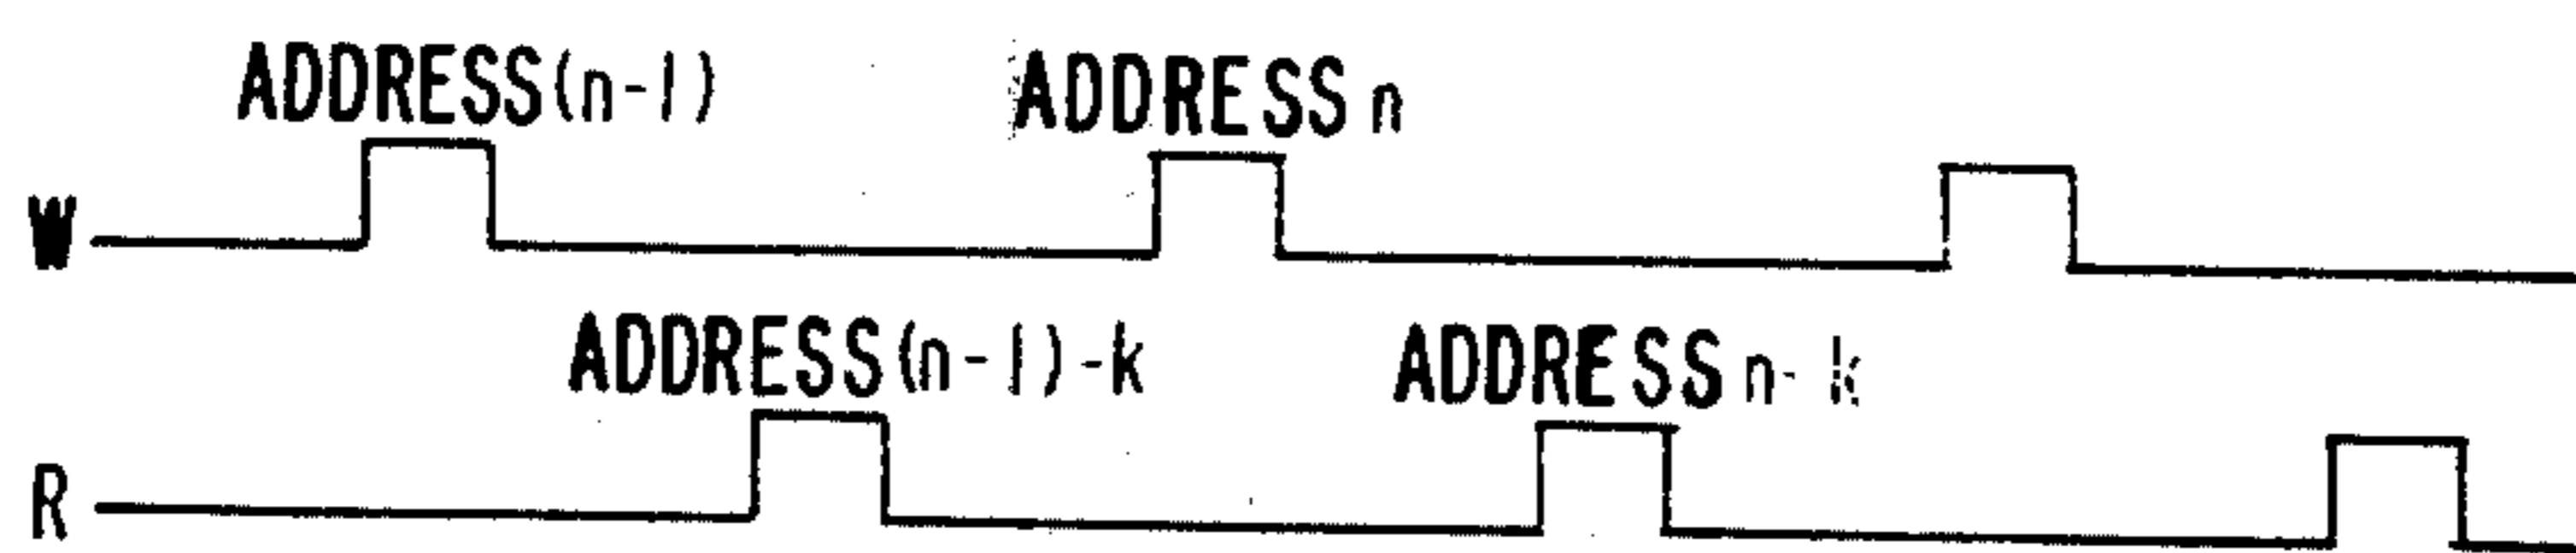 ADDRESS(n-1) ADDRESS n
W
ADDRESS(n-1)-k ADDRESS n-k
R